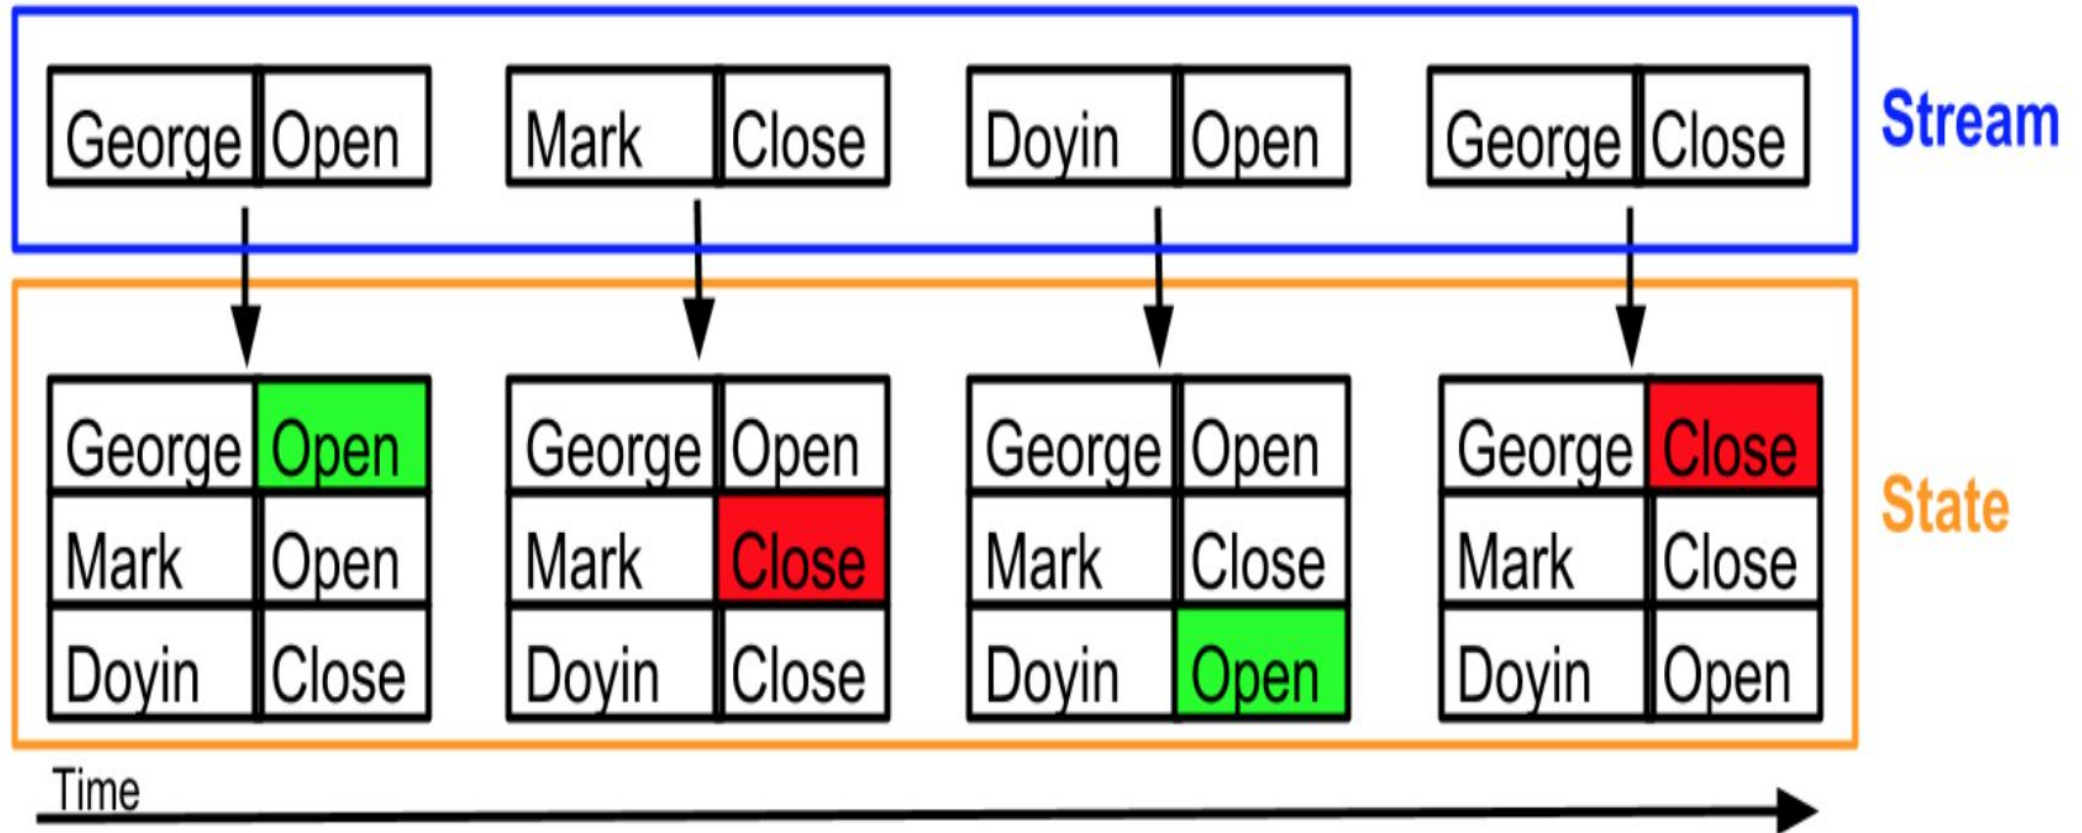 George Open Mark Close Doyin Open George Close
Stream
George Open George Open George Open George Close
Mark Open Mark Close Mark Close Mark Close
State
Doyin Close Doyin Close Doyin Open Doyin Open
Time